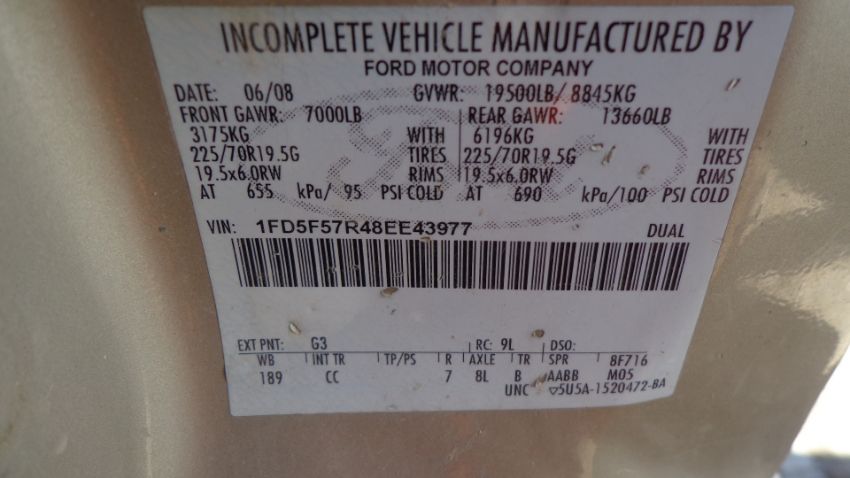 INCOMPLETE VEHICLE MANUFACTURED BY
FORD MOTOR COMPANY
DATE: 06/08 GVWR: 19500LB/ 8845KG
FRONT GAWR: 7000LB REAR GAWR: 13660LB
3175KG WITH 6196KG WITH
225/70R19.5G TIRES 225/70R19.5G TIRES
19.5x6.0RW RIMS 19.5x6.0RW RIMS
AT 655 kPa/ 95 PSI COLD AT 690 kPa/100 PSI COLD
VIN: 1FD5F57R48EE43977 DUAL
EXT PNT: G3 RC: 9L DSO:
WB INT TR TP/PS R AXLE TR SPR 8F716
189 CC 7 8L B AABB M05
UNC ▽5U5A-1520472-BA